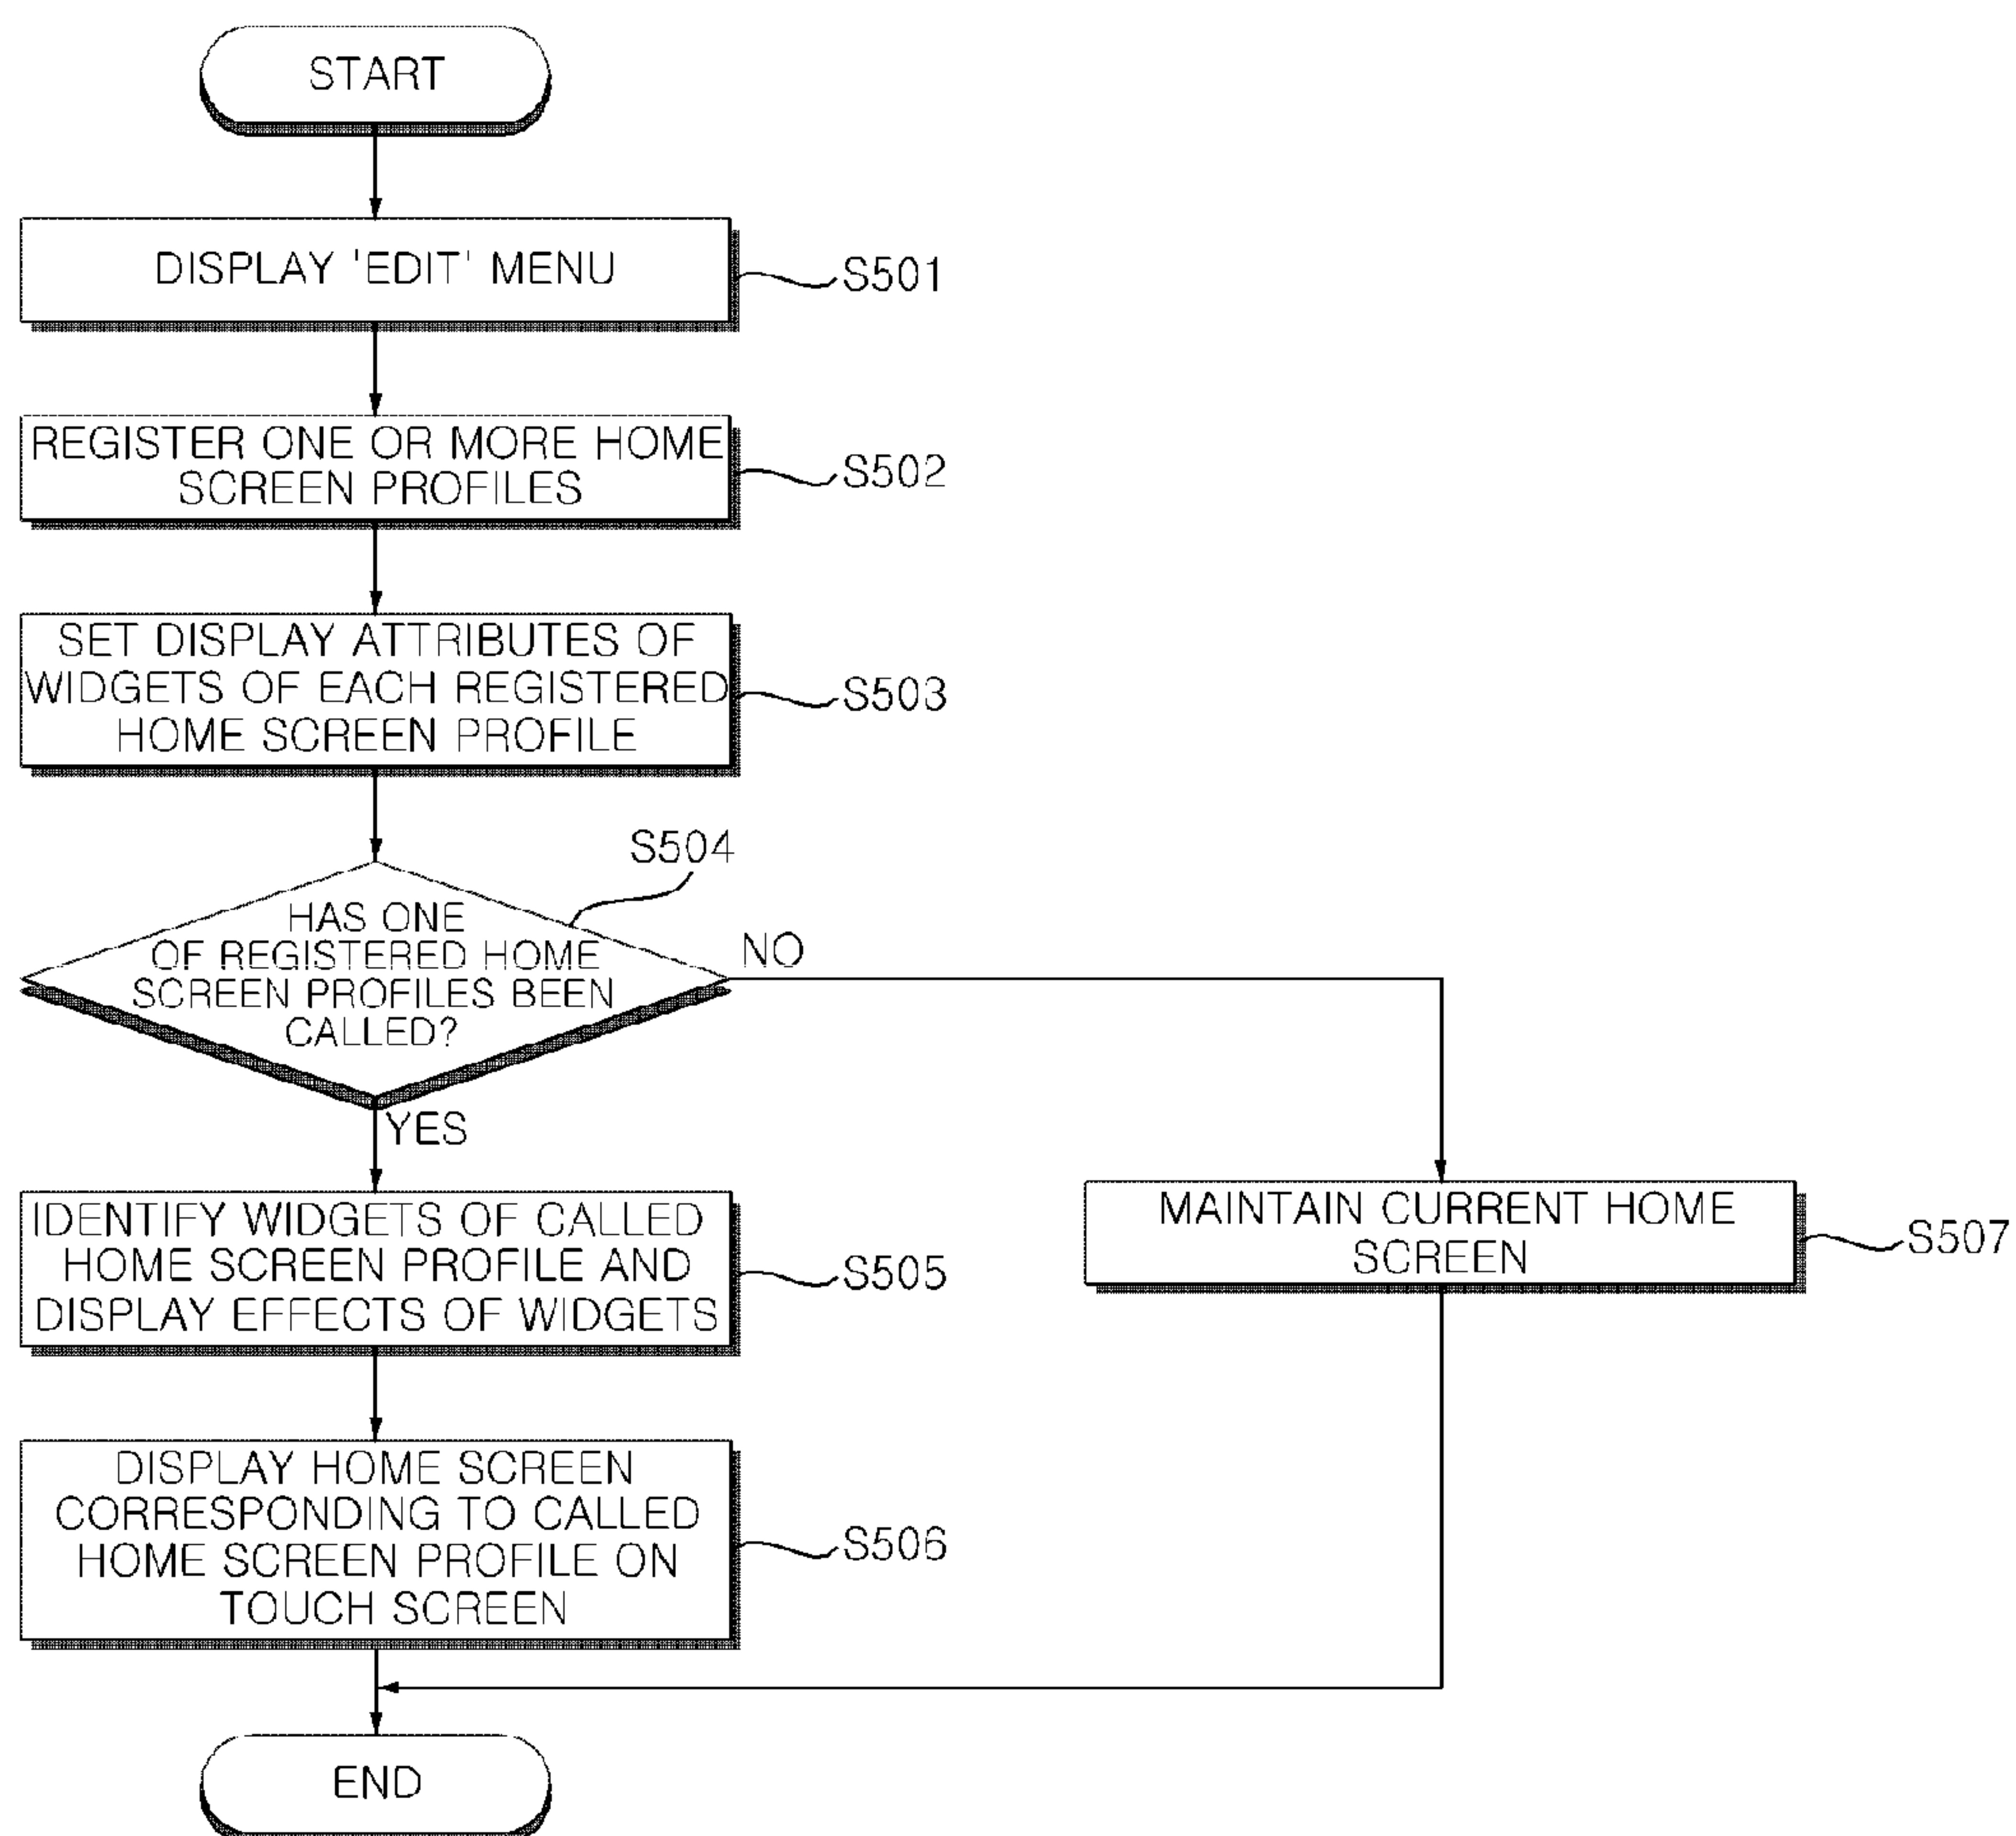 START
DISPLAY 'EDIT' MENU
S501
REGISTER ONE OR MORE HOME
SCREEN PROFILES
S502
SET DISPLAY ATTRIBUTES OF
WIDGETS OF EACH REGISTERED
HOME SCREEN PROFILE
S503
S504
HAS ONE
OF REGISTERED HOME
SCREEN PROFILES BEEN
CALLED?
NO
YES
IDENTIFY WIDGETS OF CALLED
HOME SCREEN PROFILE AND
DISPLAY EFFECTS OF WIDGETS
S505
MAINTAIN CURRENT HOME
SCREEN
S507
DISPLAY HOME SCREEN
CORRESPONDING TO CALLED
HOME SCREEN PROFILE ON
TOUCH SCREEN
S506
END